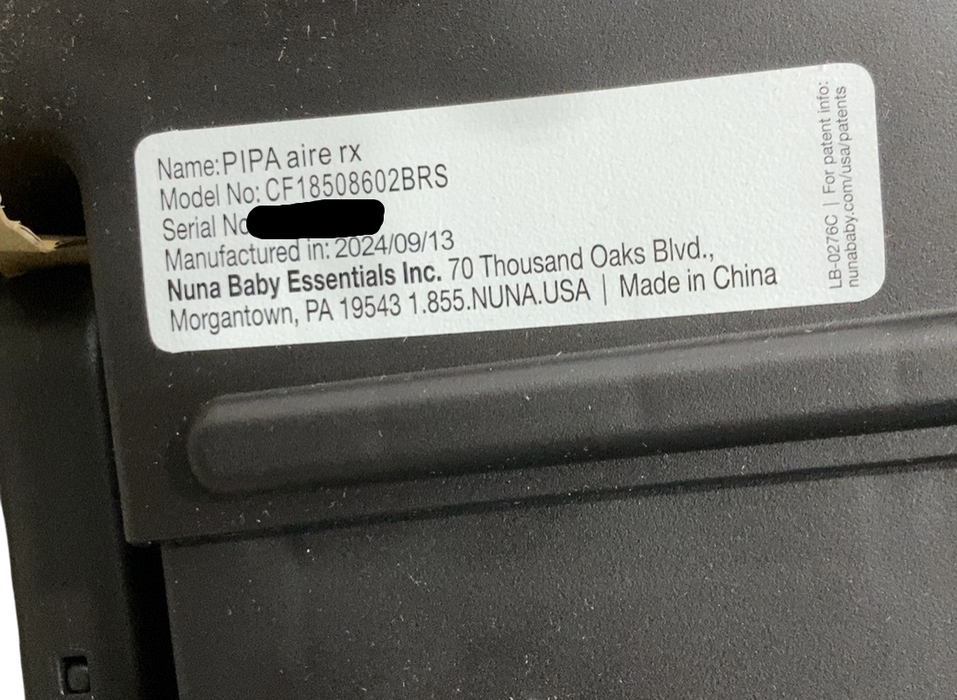 Name:PIPA aire rx
Model No: CF18508602BRS
Serial No
Manufactured in: 2024/09/13
Nuna Baby Essentials Inc. 70 Thousand Oaks Blvd.,
Morgantown, PA 19543 1.855.NUNA.USA | Made in China
LB-0276C | For patent info:
nunababy.com/usa/patents